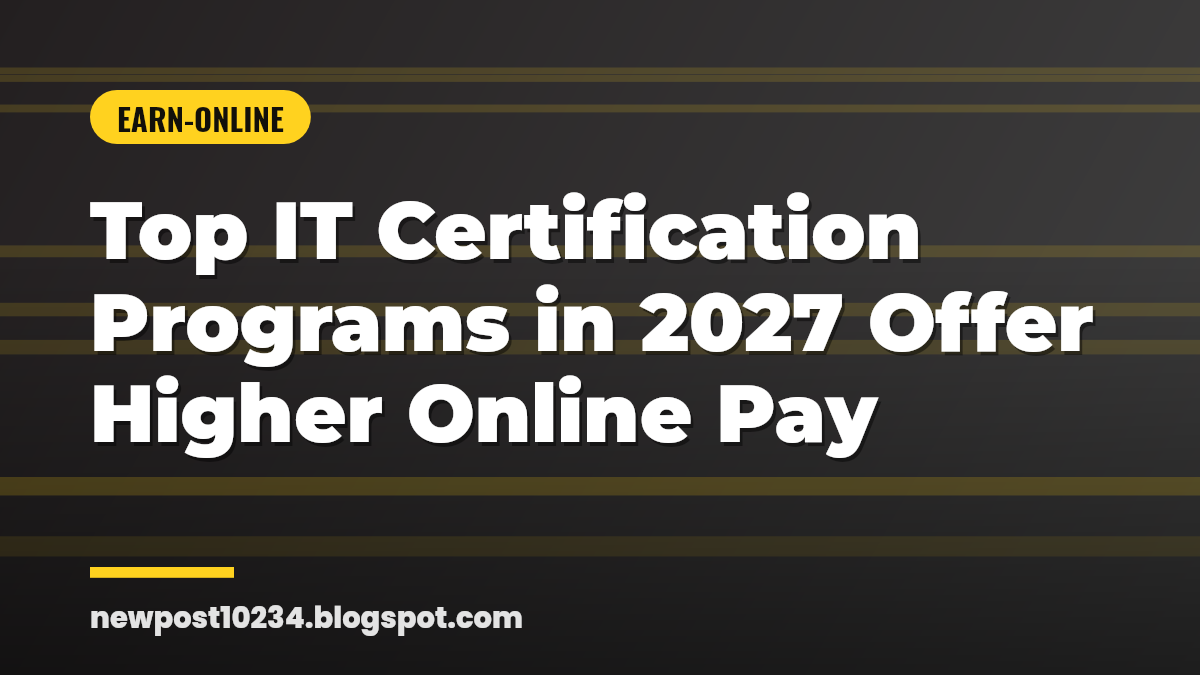 EARN-ONLINE
Top IT Certification
Programs in 2027 Offer
Higher Online Pay
newpost10234.blogspot.com